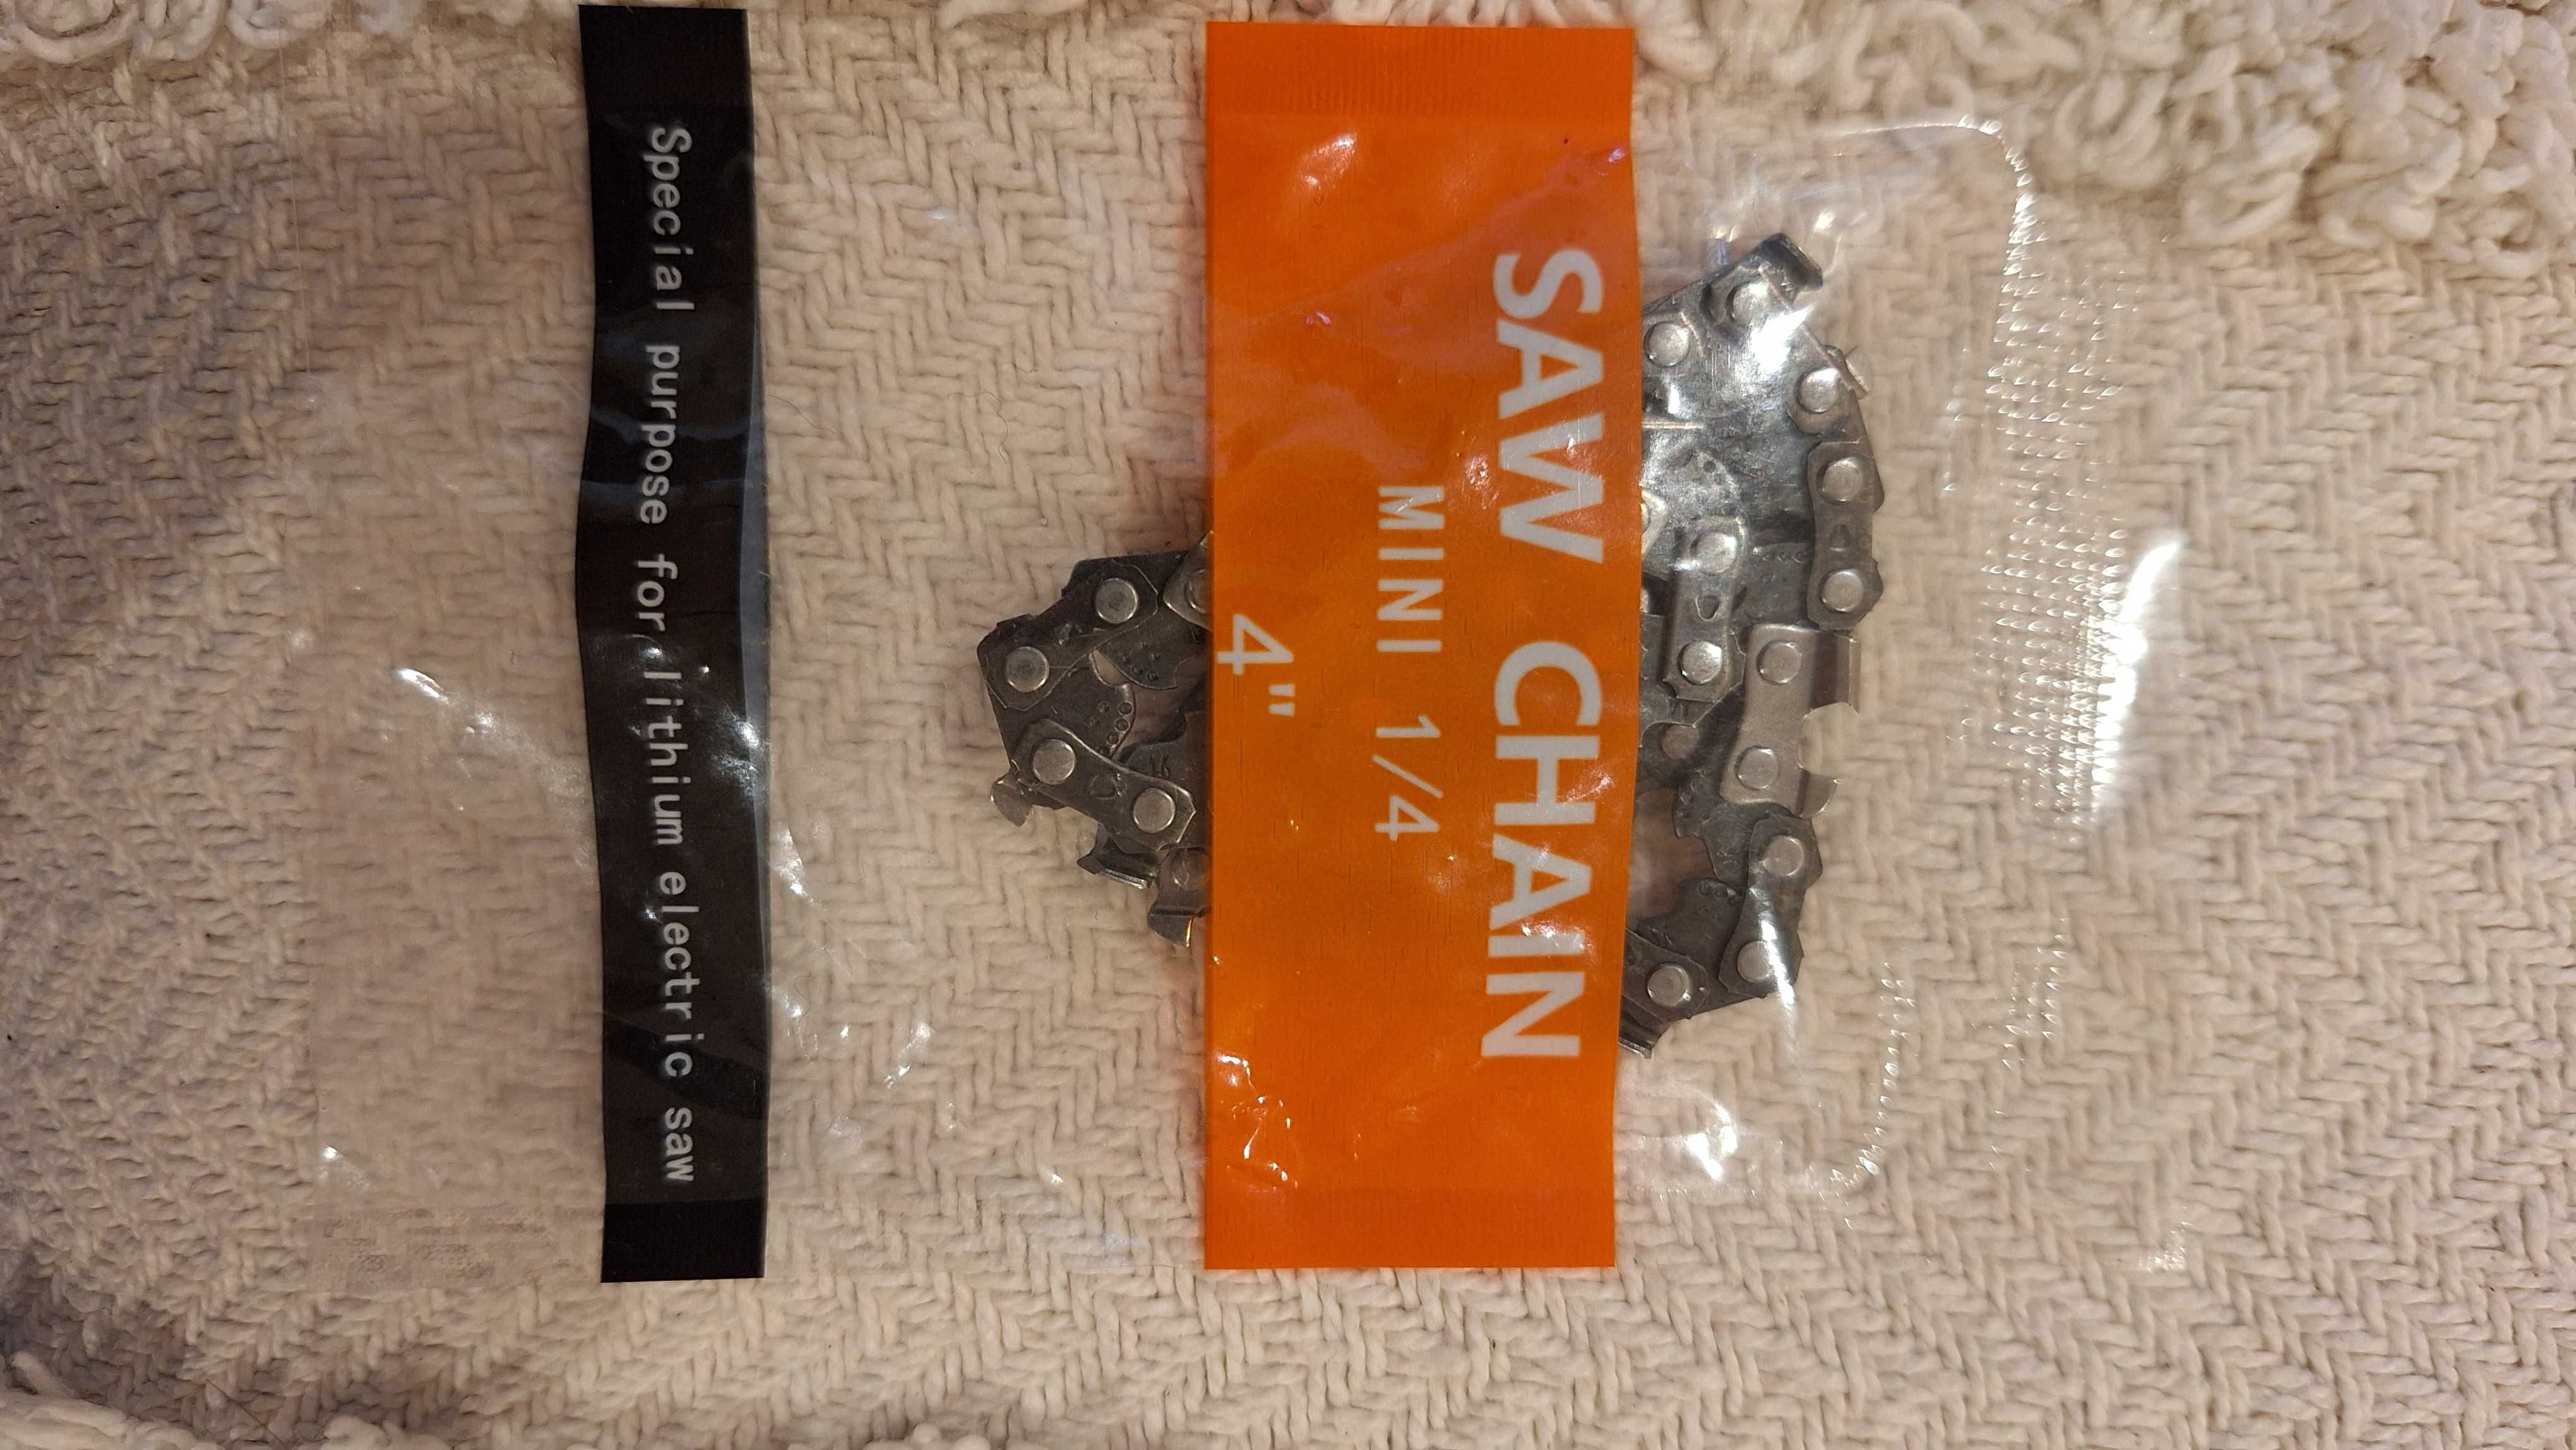 SAW CHAIN
MINI 1/4
4"
Special purpose for lithium electric saw